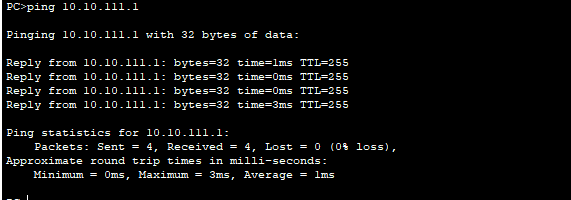 PC>ping 10.10.111.1
Pinging 10.10.111.1 with 32 bytes of data:
Reply from 10.10.111.1: bytes=32 time=1ms TTL=255
Reply from 10.10.111.1: bytes=32 time=0ms TTL=255
Reply from 10.10.111.1: bytes=32 time=0ms TTL=255
Reply from 10.10.111.1: bytes=32 time=3ms TTL=255
Ping statistics for 10.10.111.1:
Packets: Sent = 4, Received = 4, Lost = 0 (0% loss),
Approximate round trip times in milli-seconds:
Minimum = 0ms, Maximum = 3ms, Average = 1ms